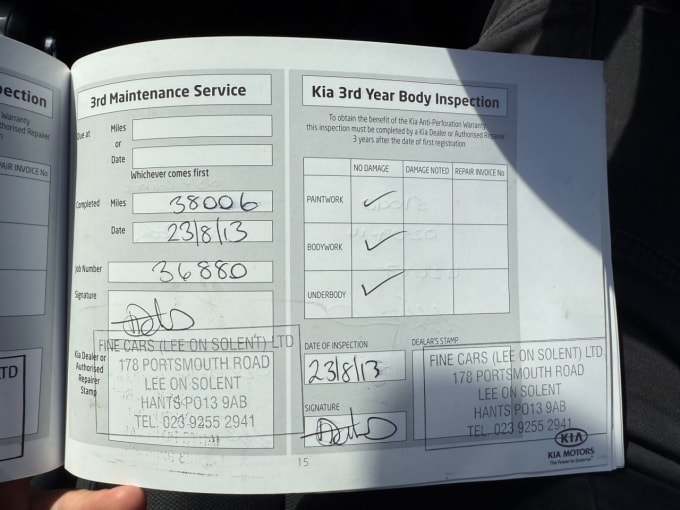 ection
Warranty
thorised Repairer
n
PAIR INVOICE No
TD
3rd Maintenance Service
Due at
Miles
or
Date
Whichever comes first
Completed
Miles 38006
Date 23/8/13
Job Number 36880
Signature
Kia Dealer or
Authorised
Repairer
Stamp
FINE CARS (LEE ON SOLENT) LTD
178 PORTSMOUTH ROAD
LEE ON SOLENT
HANTS PO13 9AB
TEL. 023 9255 2941
Kia 3rd Year Body Inspection
To obtain the benefit of the Kia Anti-Perforation Warranty
this inspection must be completed by a Kia Dealer or Authorised Repairer
3 years after the date of first registration
NO DAMAGE DAMAGE NOTED REPAIR INVOICE No
PAINTWORK
BODYWORK
UNDERBODY
DATE OF INSPECTION
23/8/13
SIGNATURE
DEALAR'S STAMP
FINE CARS (LEE ON SOLENT) LTD
178 PORTSMOUTH ROAD
LEE ON SOLENT
HANTS PO13 9AB
TEL. 023 9255 2941
KIA
KIA MOTORS
The Power to Surprise
15